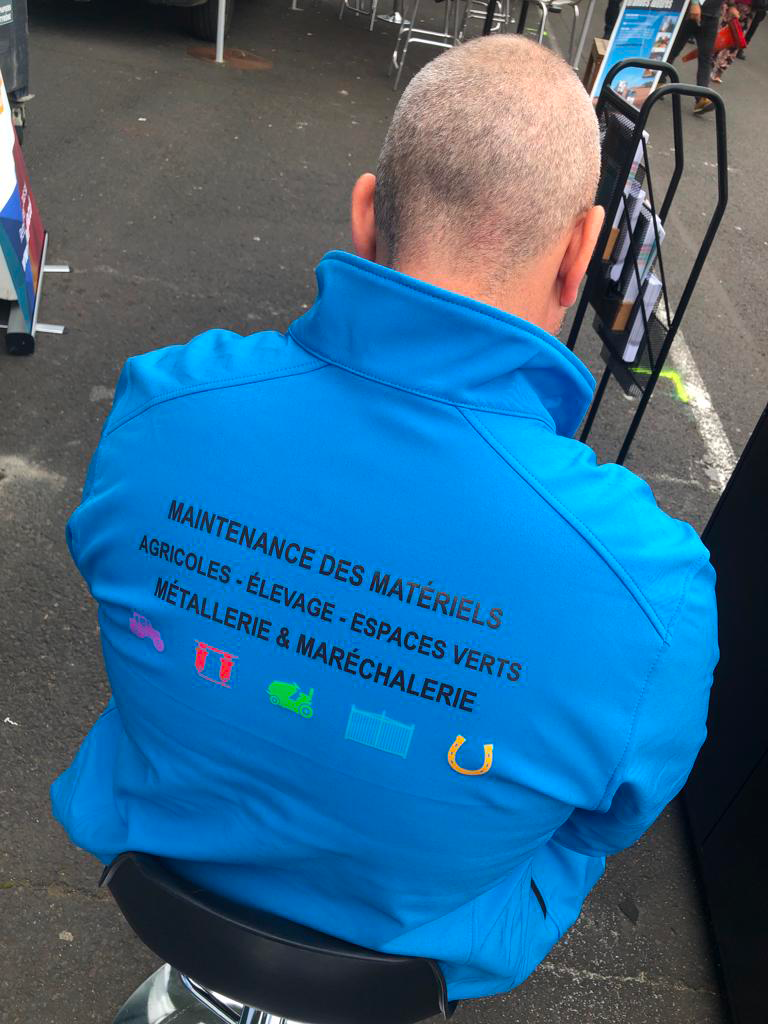 MAINTENANCE DES MATÉRIELS
AGRICOLES - ÉLEVAGE - ESPACES VERTS
MÉTALLERIE & MARÉCHALERIE